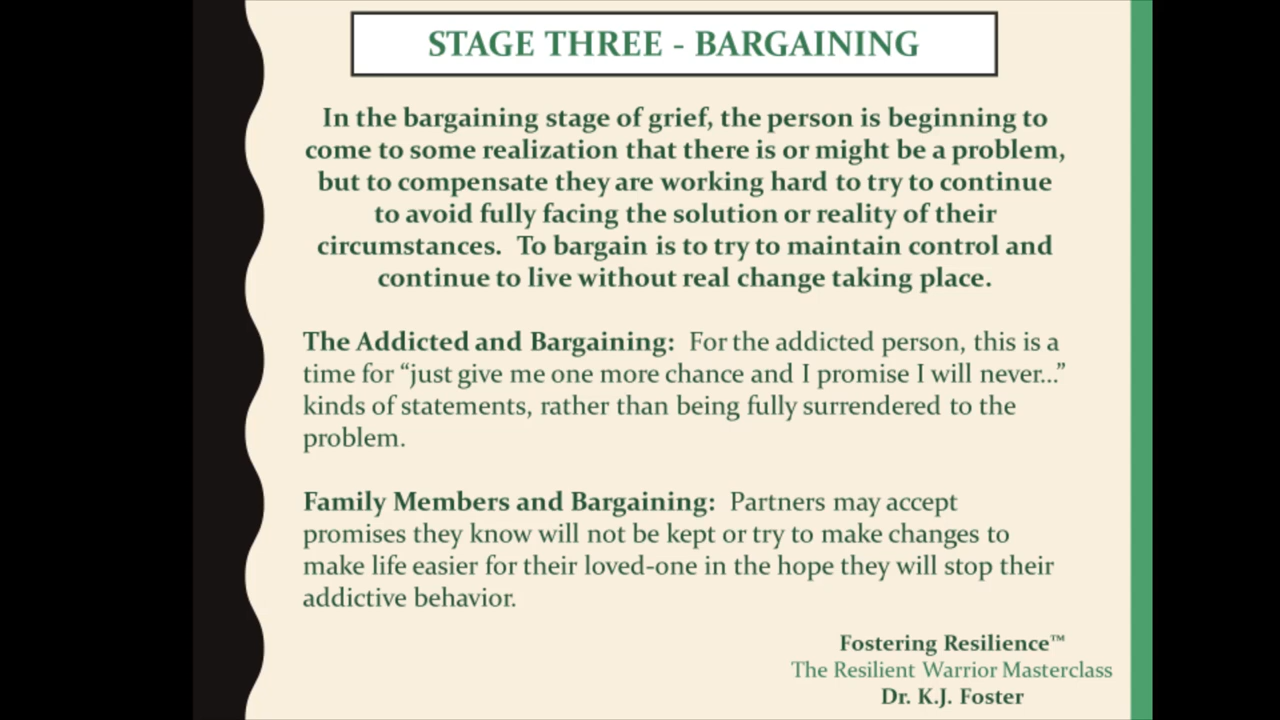 STAGE THREE - BARGAINING
In the bargaining stage of grief, the person is beginning to
come to some realization that there is or might be a problem,
but to compensate they are working hard to try to continue
to avoid fully facing the solution or reality of their
circumstances.  To bargain is to try to maintain control and
continue to live without real change taking place.
The Addicted and Bargaining:  For the addicted person, this is a
time for “just give me one more chance and I promise I will never…”
kinds of statements, rather than being fully surrendered to the
problem.
Family Members and Bargaining:  Partners may accept
promises they know will not be kept or try to make changes to
make life easier for their loved-one in the hope they will stop their
addictive behavior.
Fostering Resilience™
The Resilient Warrior Masterclass
Dr. K.J. Foster